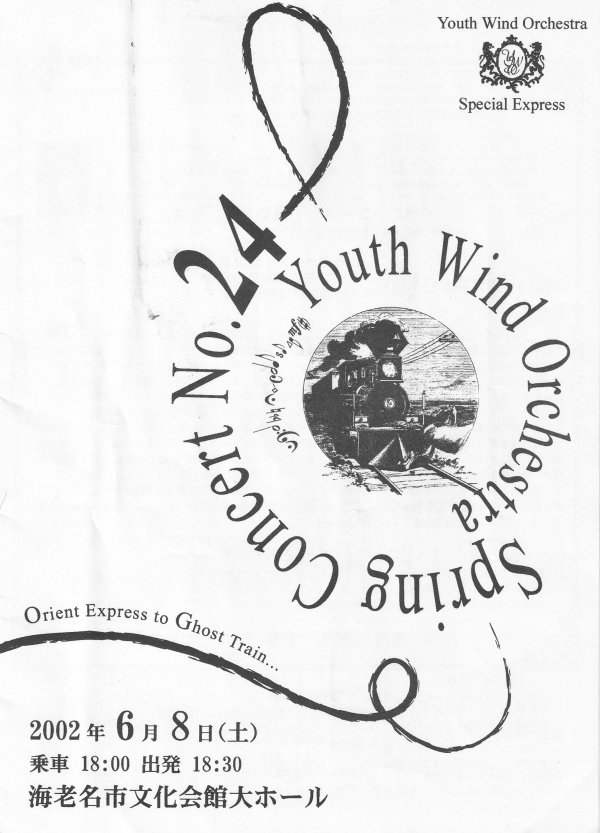 Youth Wind Orchestra
Special Express
Youth Wind Orchestra
Spring Concert No.24
Orient Express to Ghost Train...
2002年6月8日(土)
乗車 18:00 出発 18:30
海老名市文化会館大ホール